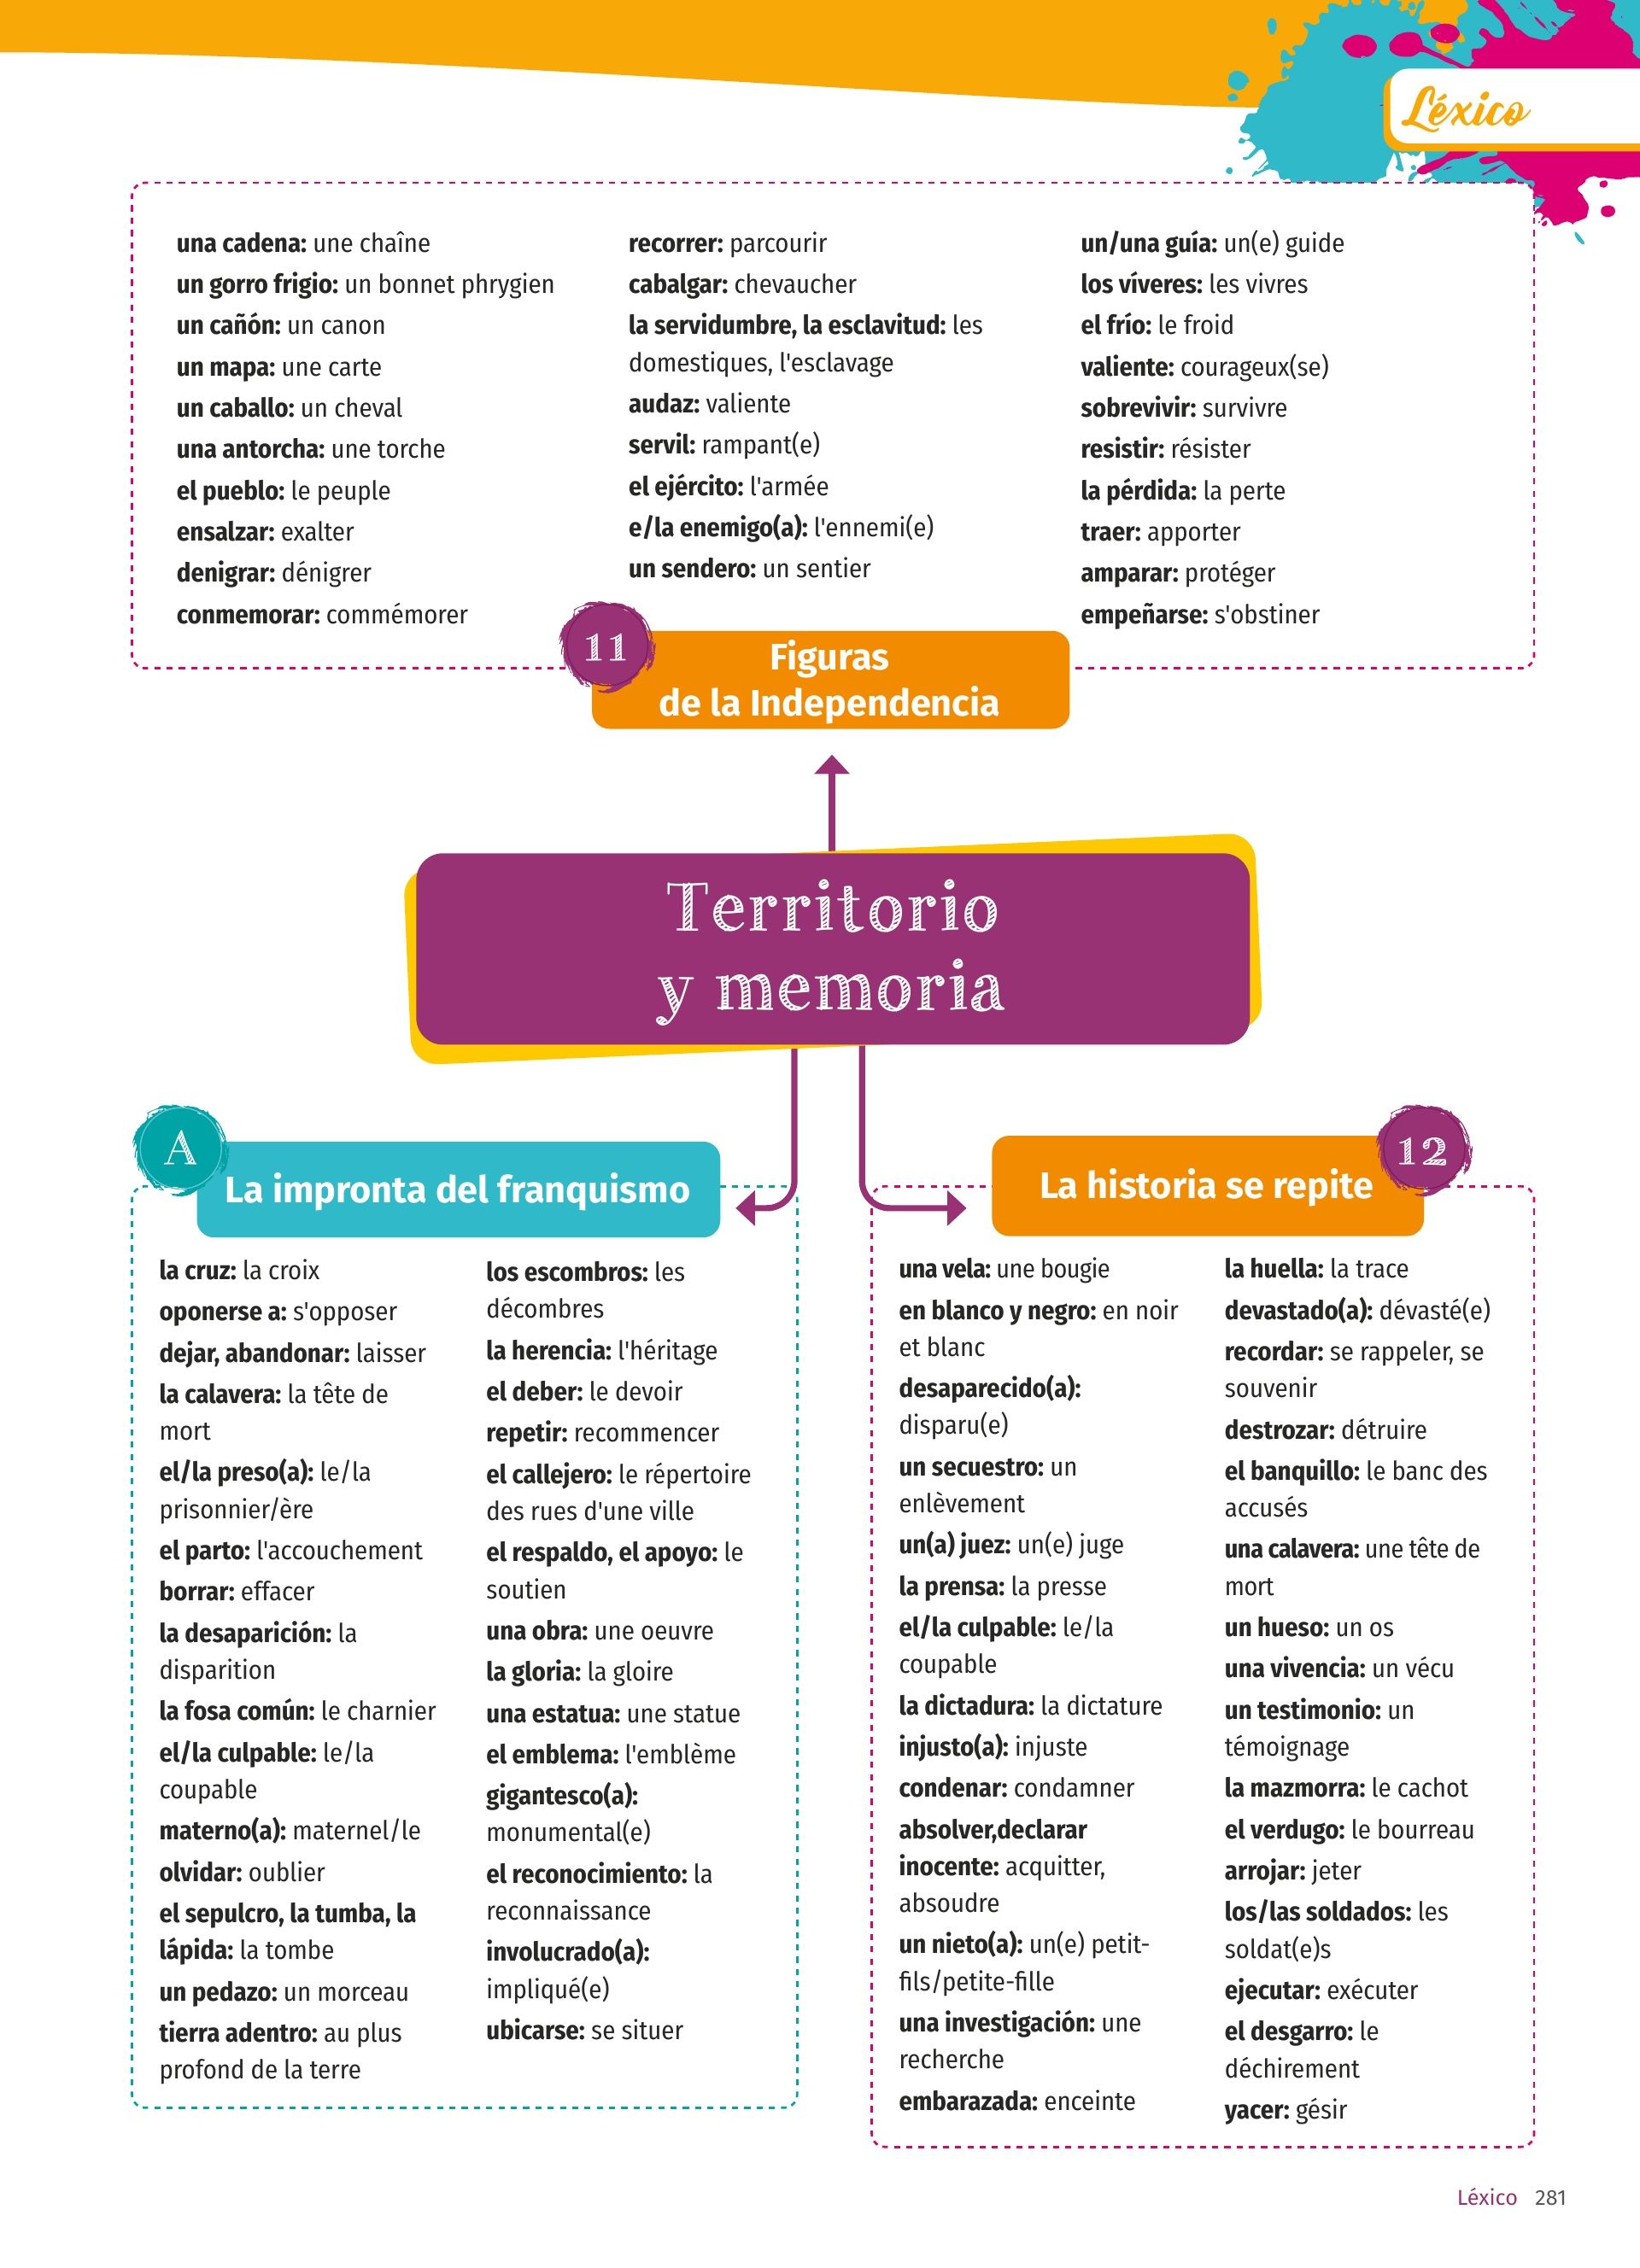 Léxico
una cadena: une chaîne
un gorro frigio: un bonnet phrygien
un cañón: un canon
un mapa: une carte
un caballo: un cheval
una antorcha: une torche
el pueblo: le peuple
ensalzar: exalter
denigrar: dénigrer
conmemorar: commémorer
recorrer: parcourir
cabalgar: chevaucher
la servidumbre, la esclavitud: les
domestiques, l'esclavage
audaz: valiente
servil: rampant(e)
el ejército: l'armée
e/la enemigo(a): l'ennemi(e)
un sendero: un sentier
un/una guía: un(e) guide
los víveres: les vivres
el frío: le froid
valiente: courageux(se)
sobrevivir: survivre
resistir: résister
la pérdida: la perte
traer: apporter
amparar: protéger
empeñarse: s'obstiner
11
Figuras
de la Independencia
Territorio
y memoria
A
La impronta del franquismo
la cruz: la croix
oponerse a: s'opposer
dejar, abandonar: laisser
la calavera: la tête de
mort
el/la preso(a): le/la
prisonnier/ère
el parto: l'accouchement
borrar: effacer
la desaparición: la
disparition
la fosa común: le charnier
el/la culpable: le/la
coupable
materno(a): maternel/le
olvidar: oublier
el sepulcro, la tumba, la
lápida: la tombe
un pedazo: un morceau
tierra adentro: au plus
profond de la terre
los escombros: les
décombres
la herencia: l'héritage
el deber: le devoir
repetir: recommencer
el callejero: le répertoire
des rues d'une ville
el respaldo, el apoyo: le
soutien
una obra: une oeuvre
la gloria: la gloire
una estatua: une statue
el emblema: l'emblème
gigantesco(a):
monumental(e)
el reconocimiento: la
reconnaissance
involucrado(a):
impliqué(e)
ubicarse: se situer
12
La historia se repite
una vela: une bougie
en blanco y negro: en noir
et blanc
desaparecido(a):
disparu(e)
un secuestro: un
enlèvement
un(a) juez: un(e) juge
la prensa: la presse
el/la culpable: le/la
coupable
la dictadura: la dictature
injusto(a): injuste
condenar: condamner
absolver,declarar
inocente: acquitter,
absoudre
un nieto(a): un(e) petit-
fils/petite-fille
una investigación: une
recherche
embarazada: enceinte
la huella: la trace
devastado(a): dévasté(e)
recordar: se rappeler, se
souvenir
destrozar: détruire
el banquillo: le banc des
accusés
una calavera: une tête de
mort
un hueso: un os
una vivencia: un vécu
un testimonio: un
témoignage
la mazmorra: le cachot
el verdugo: le bourreau
arrojar: jeter
los/las soldados: les
soldat(e)s
ejecutar: exécuter
el desgarro: le
déchirement
yacer: gésir
Léxico 281